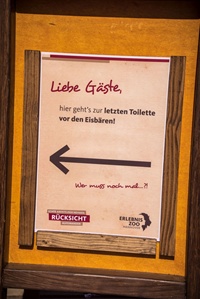 Liebe Gäste,
hier geht's zur letzten Toilette
vor den Eisbären!
Wer muss noch mal...?!
RÜCKSICHT
ERLEBNIS
ZOO